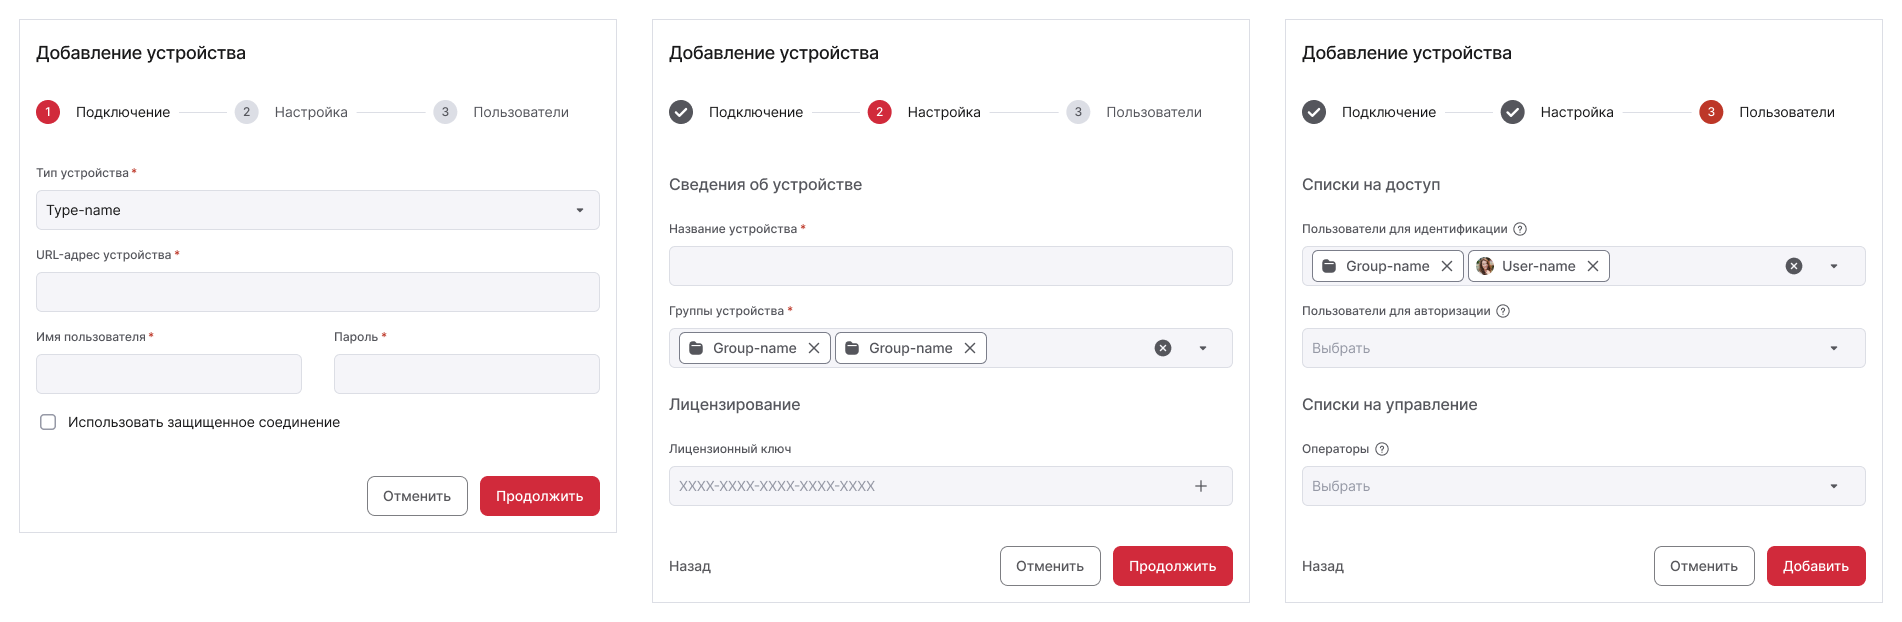 Добавление устройства
1 Подключение 2 Настройка 3 Пользователи
Тип устройства *
Type-name
URL-адрес устройства *
Имя пользователя * Пароль *
Использовать защищенное соединение
Отменить Продолжить
Добавление устройства
Подключение 2 Настройка 3 Пользователи
Сведения об устройстве
Название устройства *
Группы устройства *
Group-name Group-name
Лицензирование
Лицензионный ключ
XXXX-XXXX-XXXX-XXXX-XXXX
Назад Отменить Продолжить
Добавление устройства
Подключение Настройка 3 Пользователи
Списки на доступ
Пользователи для идентификации ?
Group-name User-name
Пользователи для авторизации ?
Выбрать
Списки на управление
Операторы ?
Выбрать
Назад Отменить Добавить